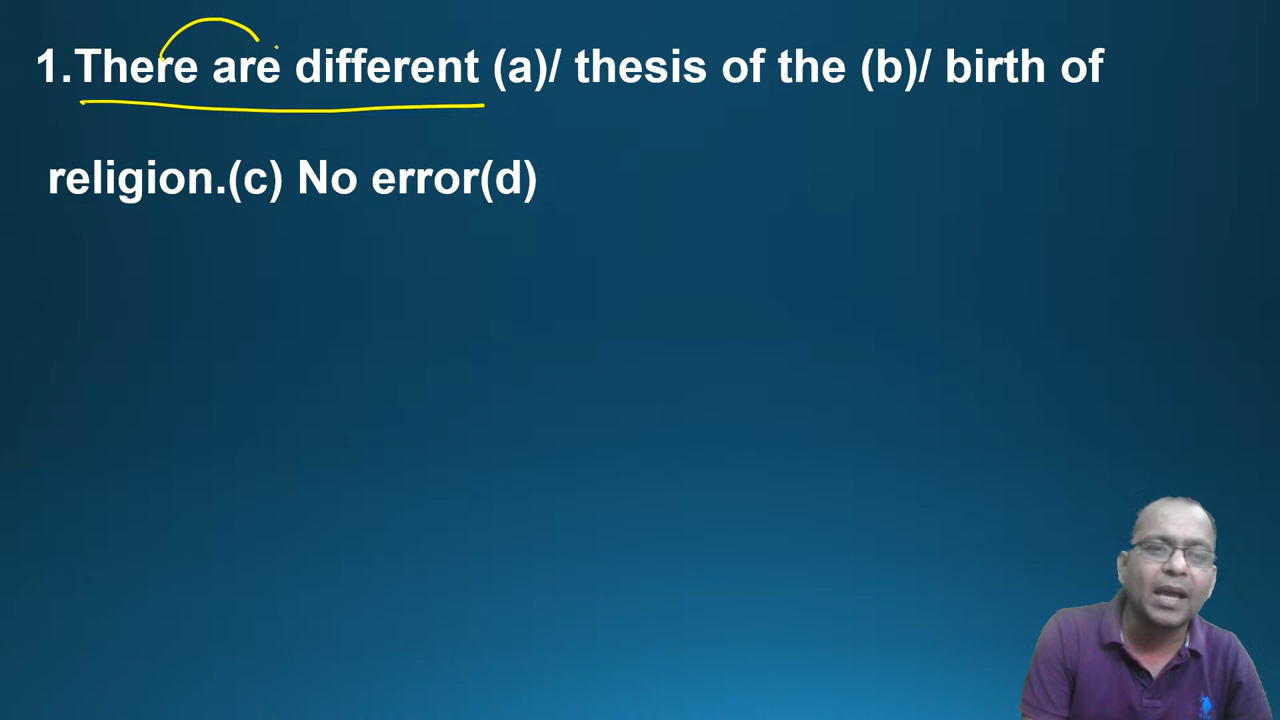 1.There are different (a)/ thesis of the (b)/ birth of
religion.(c) No error(d)